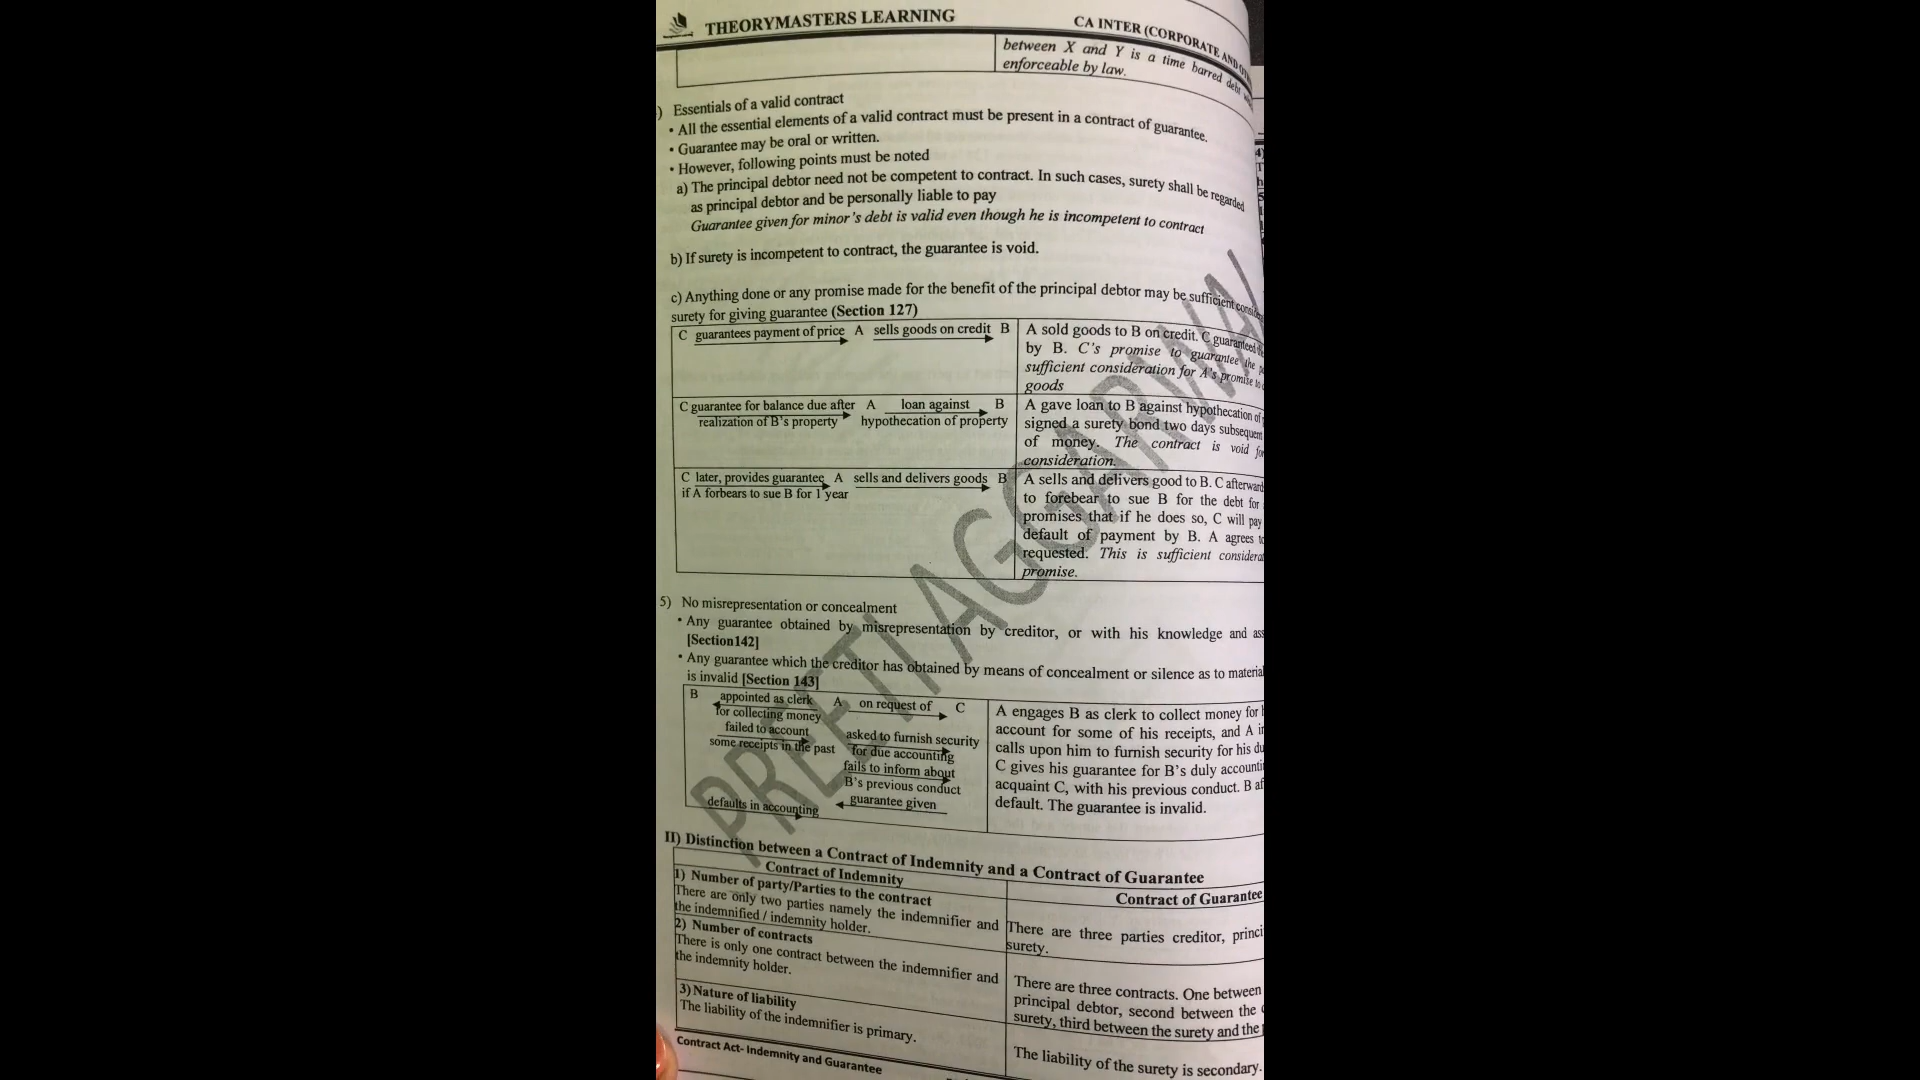 THEORYMASTERS LEARNING
CA INTER (CORPORATE AND
between X and Y is a time barred debt
enforceable by law.
) Essentials of a valid contract
• All the essential elements of a valid contract must be present in a contract of guarantee.
• Guarantee may be oral or written.
• However, following points must be noted
a) The principal debtor need not be competent to contract. In such cases, surety shall be regarded
as principal debtor and be personally liable to pay
Guarantee given for minor's debt is valid even though he is incompetent to contract
b) If surety is incompetent to contract, the guarantee is void.
c) Anything done or any promise made for the benefit of the principal debtor may be sufficient
surety for giving guarantee (Section 127)
C guarantees payment of price A sells goods on credit B
A sold goods to B on credit. C guaranteed
by B. C's promise to guarantee the
sufficient consideration for A's promise to
goods
C guarantee for balance due after A loan against B
realization of B's property hypothecation of property
A gave loan to B against hypothecation of
signed a surety bond two days subsequent
of money. The contract is void
consideration.
C later, provides guarantee A sells and delivers goods B
if A forbears to sue B for 1 year
A sells and delivers good to B. C afterward
to forebear to sue B for the debt for
promises that if he does so, C will pay
default of payment by B. A agrees
requested. This is sufficient
promise.
5) No misrepresentation or concealment
• Any guarantee obtained by misrepresentation by creditor, or with his knowledge and
[Section142]
• Any guarantee which the creditor has obtained by means of concealment or silence as to material
is invalid [Section 143]
B appointed as clerk A on request of C
for collecting money
failed to account asked to furnish security
some receipts in the past for due accounting
fails to inform about
B's previous conduct
defaults in accounting guarantee given
A engages B as clerk to collect money for
account for some of his receipts, and A
calls upon him to furnish security for his
C gives his guarantee for B's duly
acquaint C, with his previous conduct. B
default. The guarantee is invalid.
PREETI AGGARWA
II) Distinction between a Contract of Indemnity and a Contract of Guarantee
Contract of Indemnity
Contract of Guarantee
1) Number of party/Parties to the contract
There are only two parties namely the indemnifier and
the indemnified / indemnity holder.
There are three parties creditor,
surety.
2) Number of contracts
There is only one contract between the indemnifier and
the indemnity holder.
There are three contracts. One between
principal debtor, second between the
surety, third between the surety and the
3) Nature of liability
The liability of the indemnifier is primary.
The liability of the surety is secondary.
Contract Act- Indemnity and Guarantee